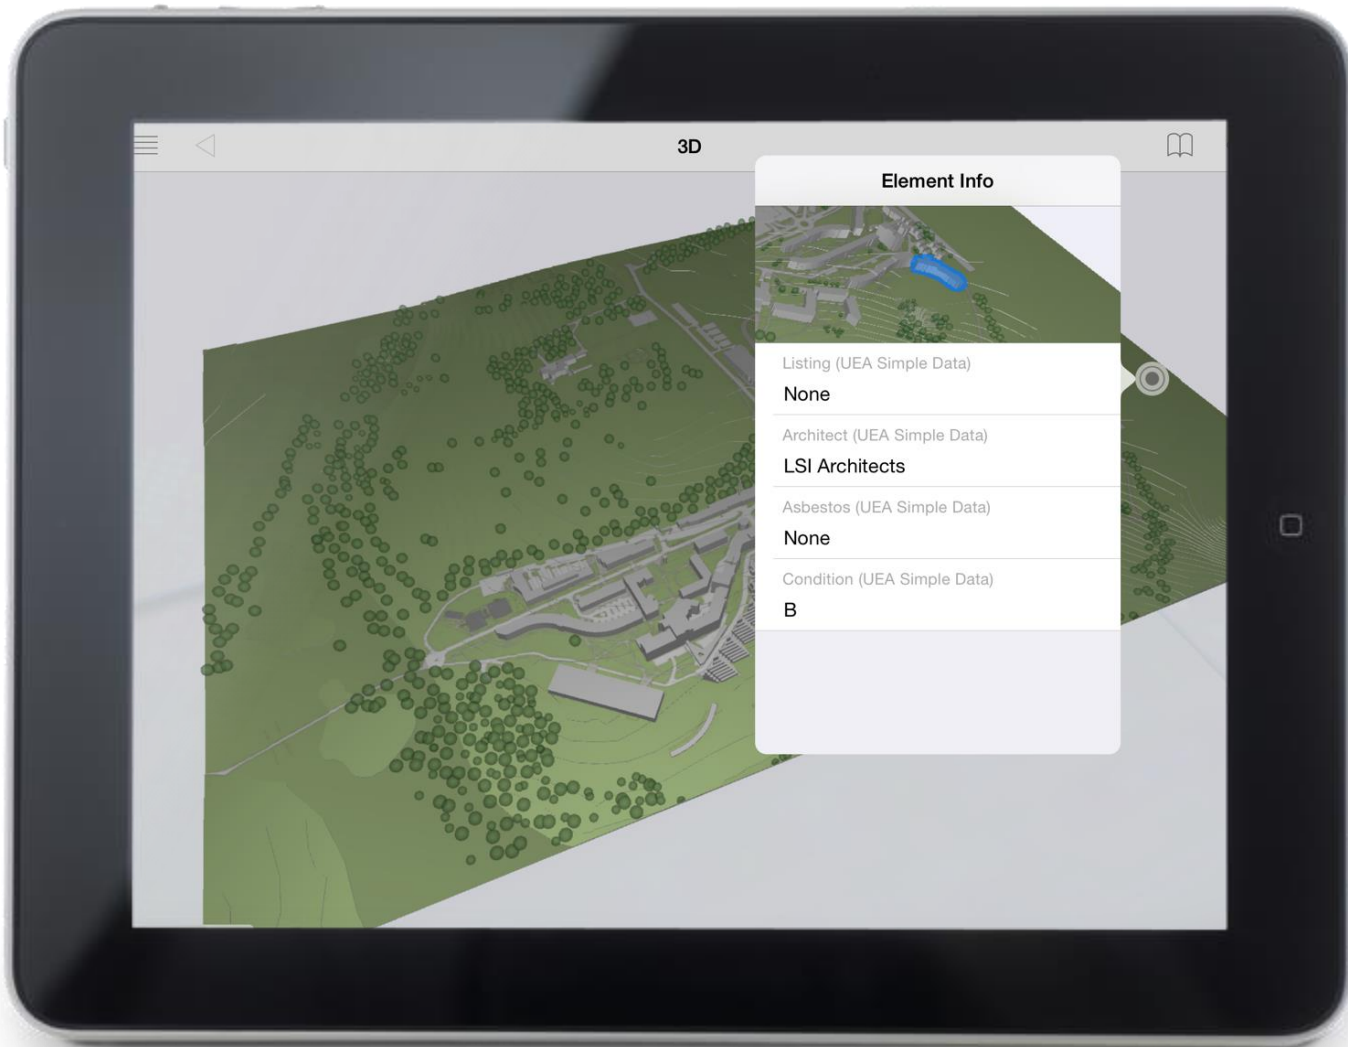 3D
Element Info
Listing (UEA Simple Data)
None
Architect (UEA Simple Data)
LSI Architects
Asbestos (UEA Simple Data)
None
Condition (UEA Simple Data)
B